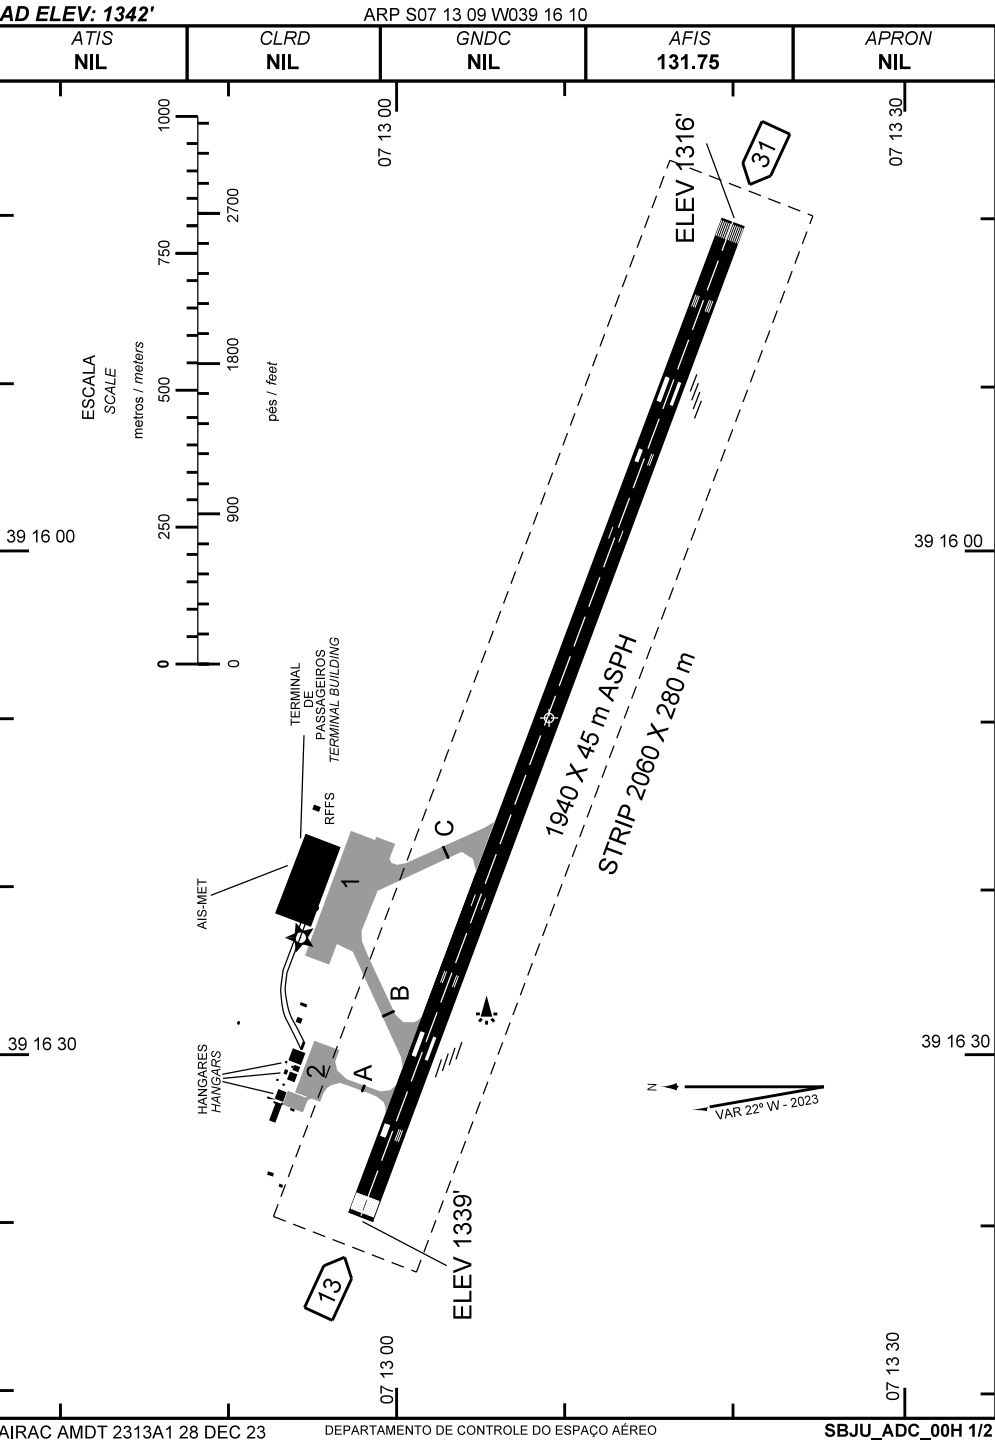 AD ELEV: 1342'
ARP S07 13 09 W039 16 10
ATIS
NIL
CLRD
NIL
GNDC
NIL
AFIS
131.75
APRON
NIL
07 13 00
07 13 30
1000
750
500
250
0
2700
1800
900
0
ESCALA
SCALE
metros / meters
pés / feet
ELEV 1316'
31
39 16 00
39 16 00
TERMINAL
DE
PASSAGEIROS
TERMINAL BUILDING
RFFS
AIS-MET
1
C
B
1940 X 45 m ASPH
STRIP 2060 X 280 m
39 16 30
39 16 30
HANGARES
HANGARS
2
A
N
VAR 22º W - 2023
ELEV 1339'
13
07 13 00
07 13 30
AIRAC AMDT 2313A1 28 DEC 23
DEPARTAMENTO DE CONTROLE DO ESPAÇO AÉREO
SBJU_ADC_00H 1/2